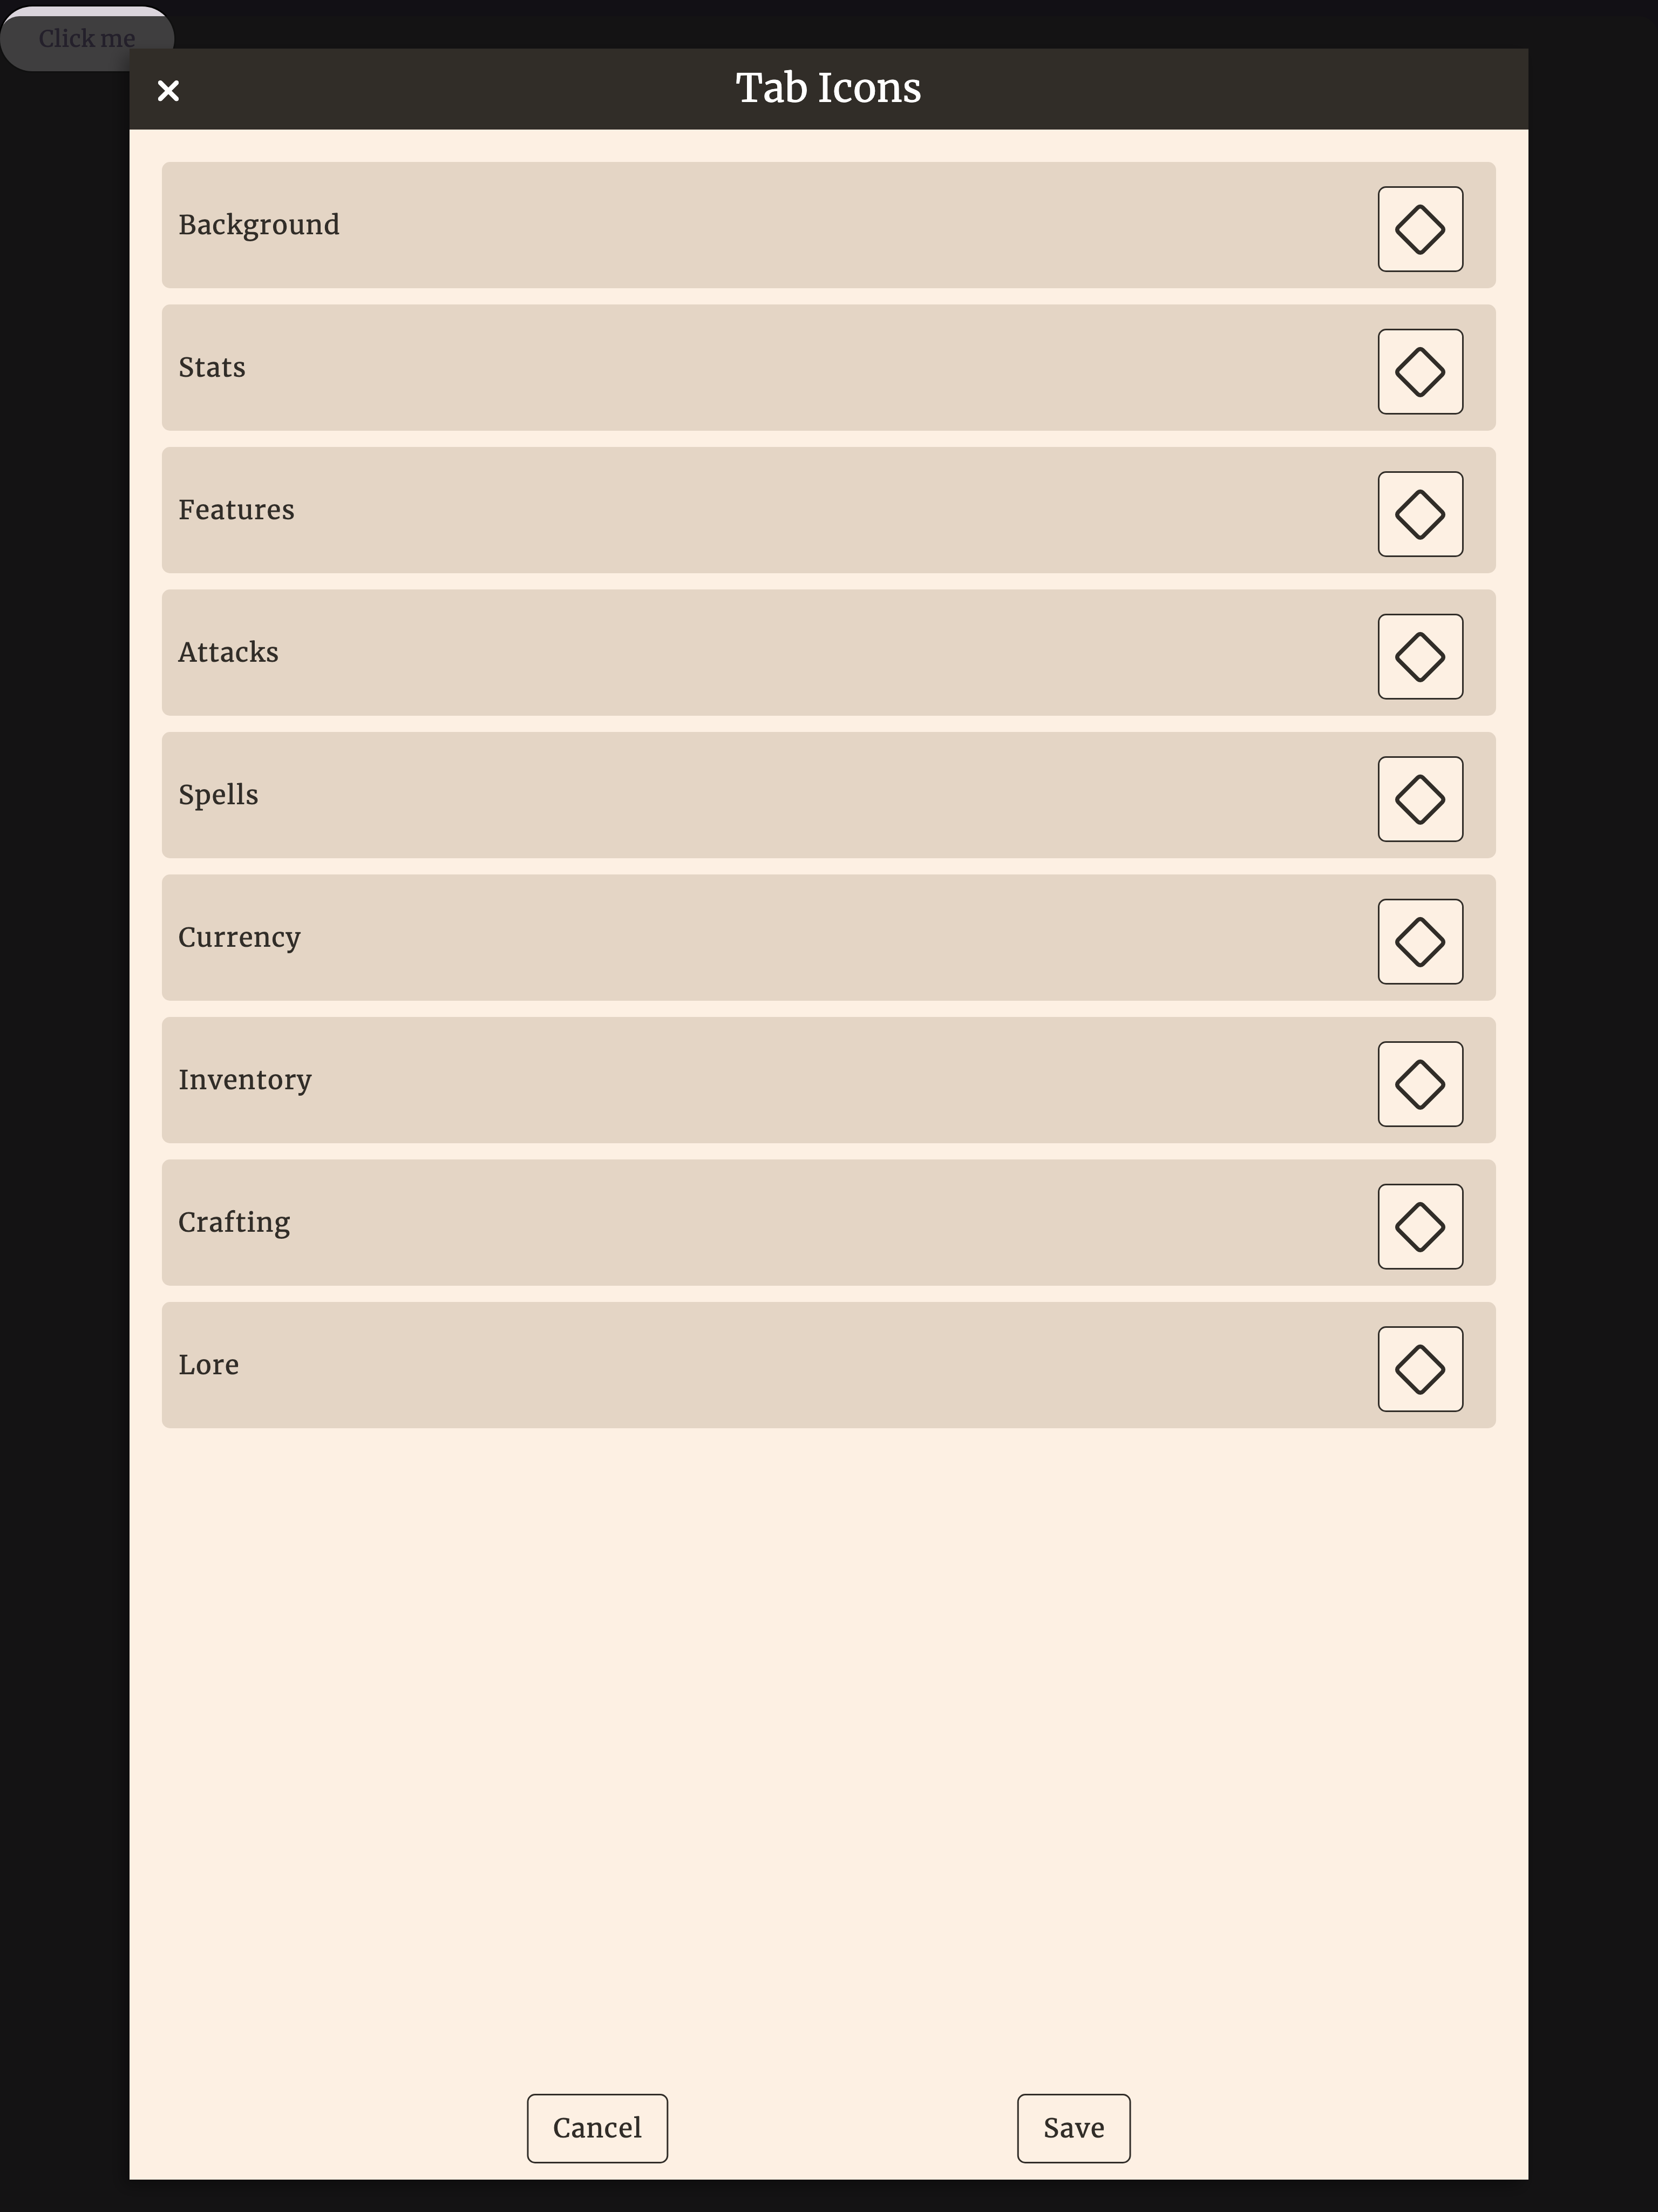 Click me
Tab Icons
Background
Stats
Features
Attacks
Spells
Currency
Inventory
Crafting
Lore
Cancel
Save